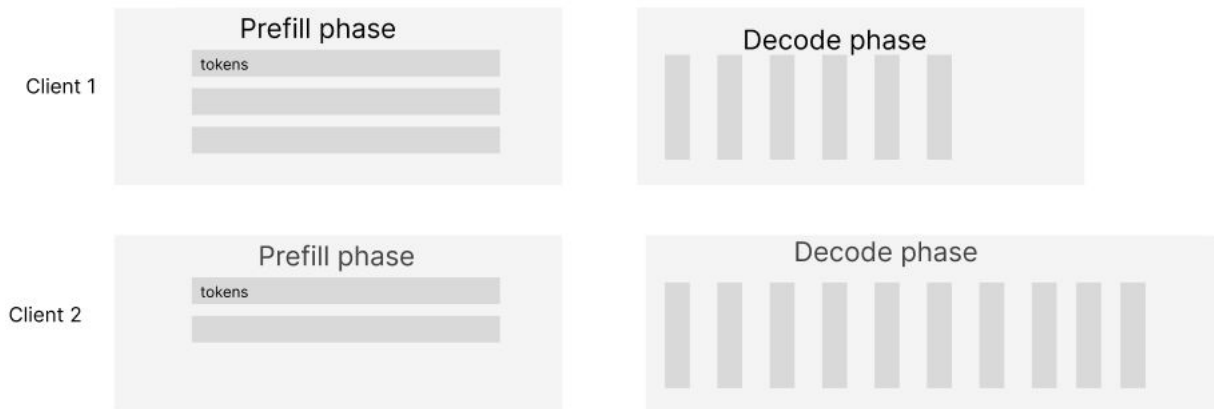 Prefill phase
Decode phase
tokens
Client 1
Prefill phase
Decode phase
tokens
Client 2